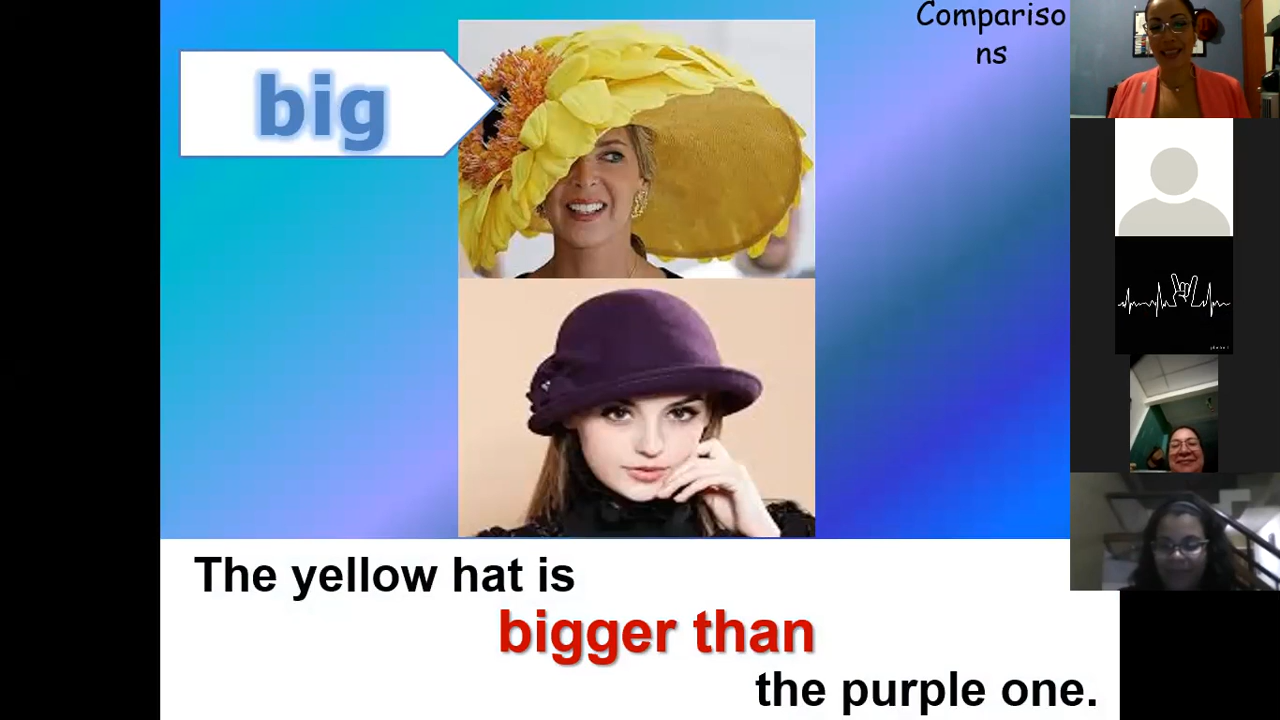 Compariso
ns
big
The yellow hat is
bigger than
the purple one.